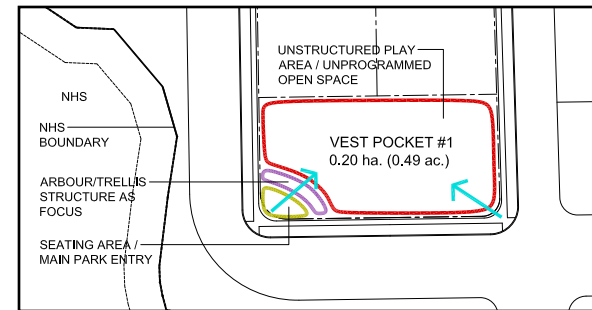 UNSTRUCTURED PLAY
AREA / UNPROGRAMMED
OPEN SPACE
NHS
NHS
BOUNDARY
VEST POCKET #1
0.20 ha. (0.49 ac.)
ARBOUR/TRELLIS
STRUCTURE AS
FOCUS
SEATING AREA /
MAIN PARK ENTRY